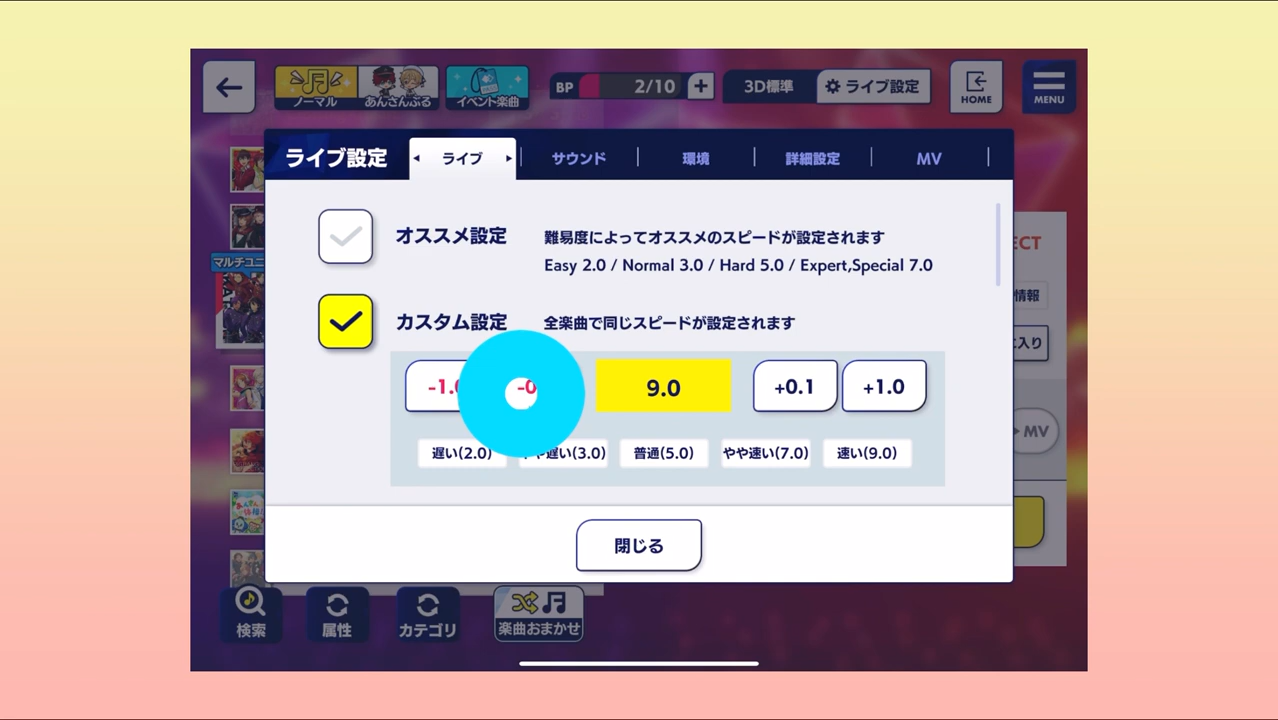 ノーマル
あんさんぶる
イベント楽曲
BP
2/10
+
3D標準
ライブ設定
HOME
MENU
ライブ設定
ライブ
サウンド
環境
詳細設定
MV
オススメ設定
難易度によってオススメのスピードが設定されます
Easy 2.0 / Normal 3.0 / Hard 5.0 / Expert,Special 7.0
カスタム設定
全楽曲で同じスピードが設定されます
9.0
+0.1
+1.0
遅い(2.0)
遅い(3.0)
普通(5.0)
やや速い(7.0)
速い(9.0)
閉じる
マルチユニ
ECT
情報
入り
MV
検索
属性
カテゴリ
楽曲おまかせ